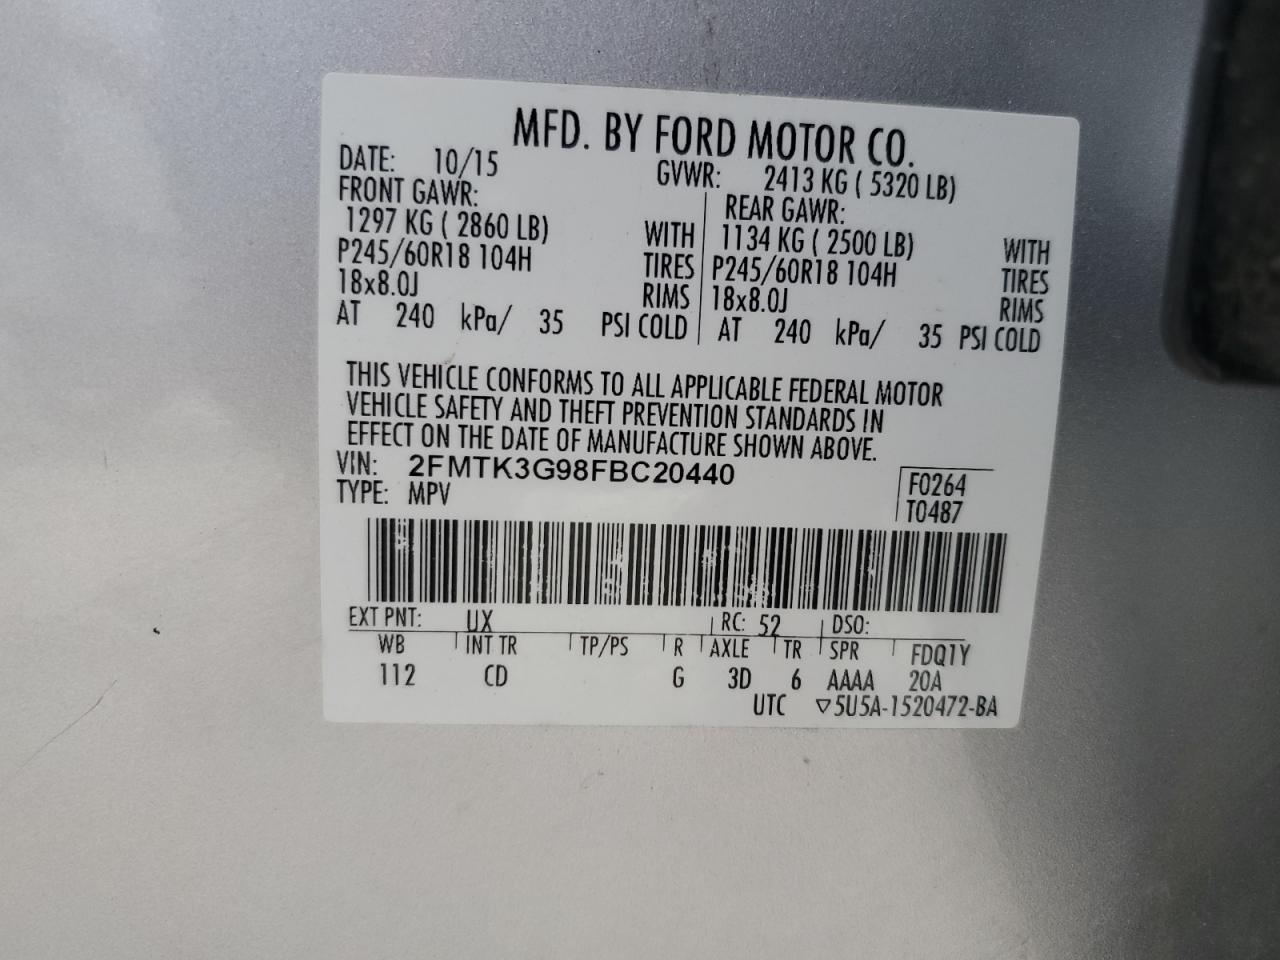 MFD. BY FORD MOTOR CO.
DATE: 10/15 GVWR: 2413 KG ( 5320 LB)
FRONT GAWR: REAR GAWR:
1297 KG ( 2860 LB) WITH 1134 KG ( 2500 LB) WITH
P245/60R18 104H TIRES P245/60R18 104H TIRES
18x8.0J RIMS 18x8.0J RIMS
AT 240 kPa/ 35 PSI COLD AT 240 kPa/ 35 PSI COLD
THIS VEHICLE CONFORMS TO ALL APPLICABLE FEDERAL MOTOR
VEHICLE SAFETY AND THEFT PREVENTION STANDARDS IN
EFFECT ON THE DATE OF MANUFACTURE SHOWN ABOVE.
VIN: 2FMTK3G98FBC20440 F0264
TYPE: MPV T0487
EXT PNT: UX RC: 52 DSO:
WB INT TR TP/PS R AXLE TR SPR FDQ1Y
112 CD G 3D 6 AAAA 20A
UTC ▽5U5A-1520472-BA